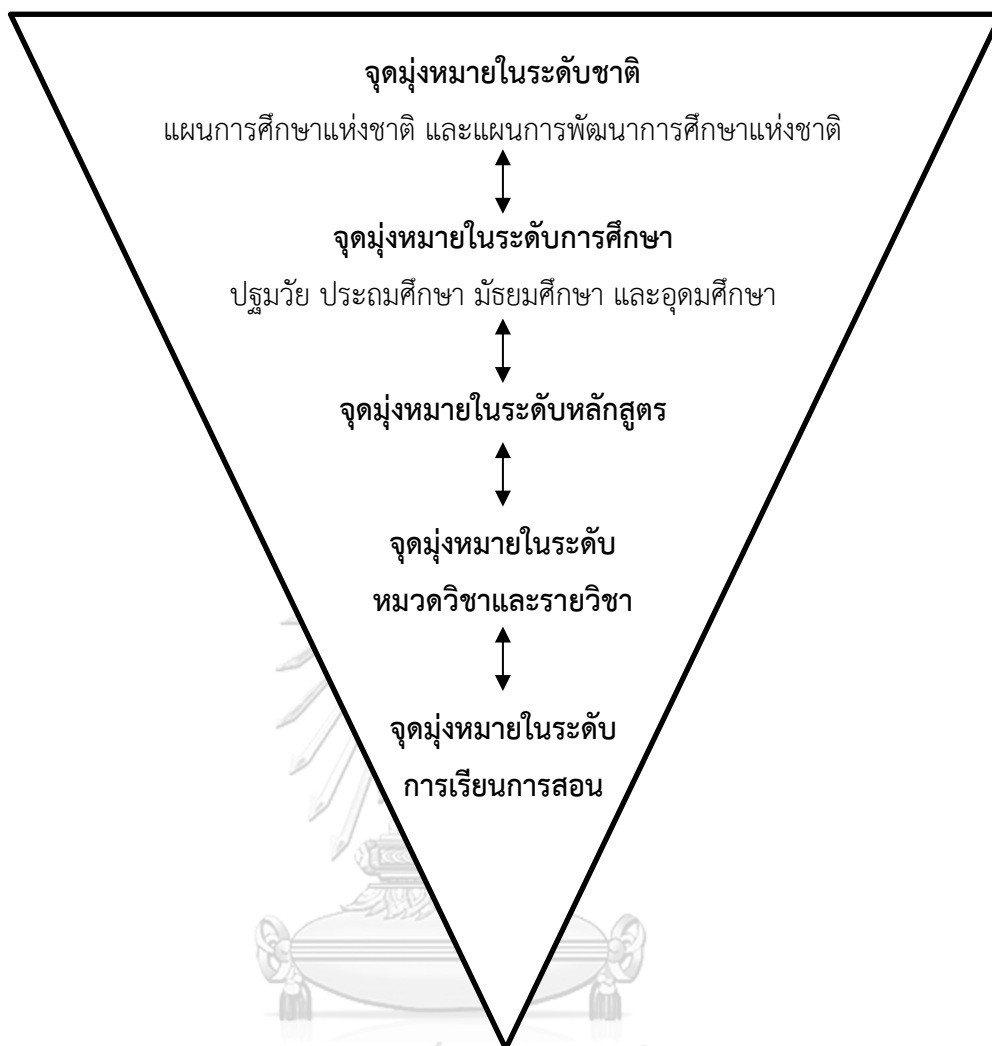 จุดมุ่งหมายในระดับชาติ
แผนการศึกษาแห่งชาติ และแผนการพัฒนาการศึกษาแห่งชาติ
จุดมุ่งหมายในระดับการศึกษา
ปฐมวัย ประถมศึกษา มัธยมศึกษา และอุดมศึกษา
จุดมุ่งหมายในระดับหลักสูตร
จุดมุ่งหมายในระดับ
หมวดวิชาและรายวิชา
จุดมุ่งหมายในระดับ
การเรียนการสอน